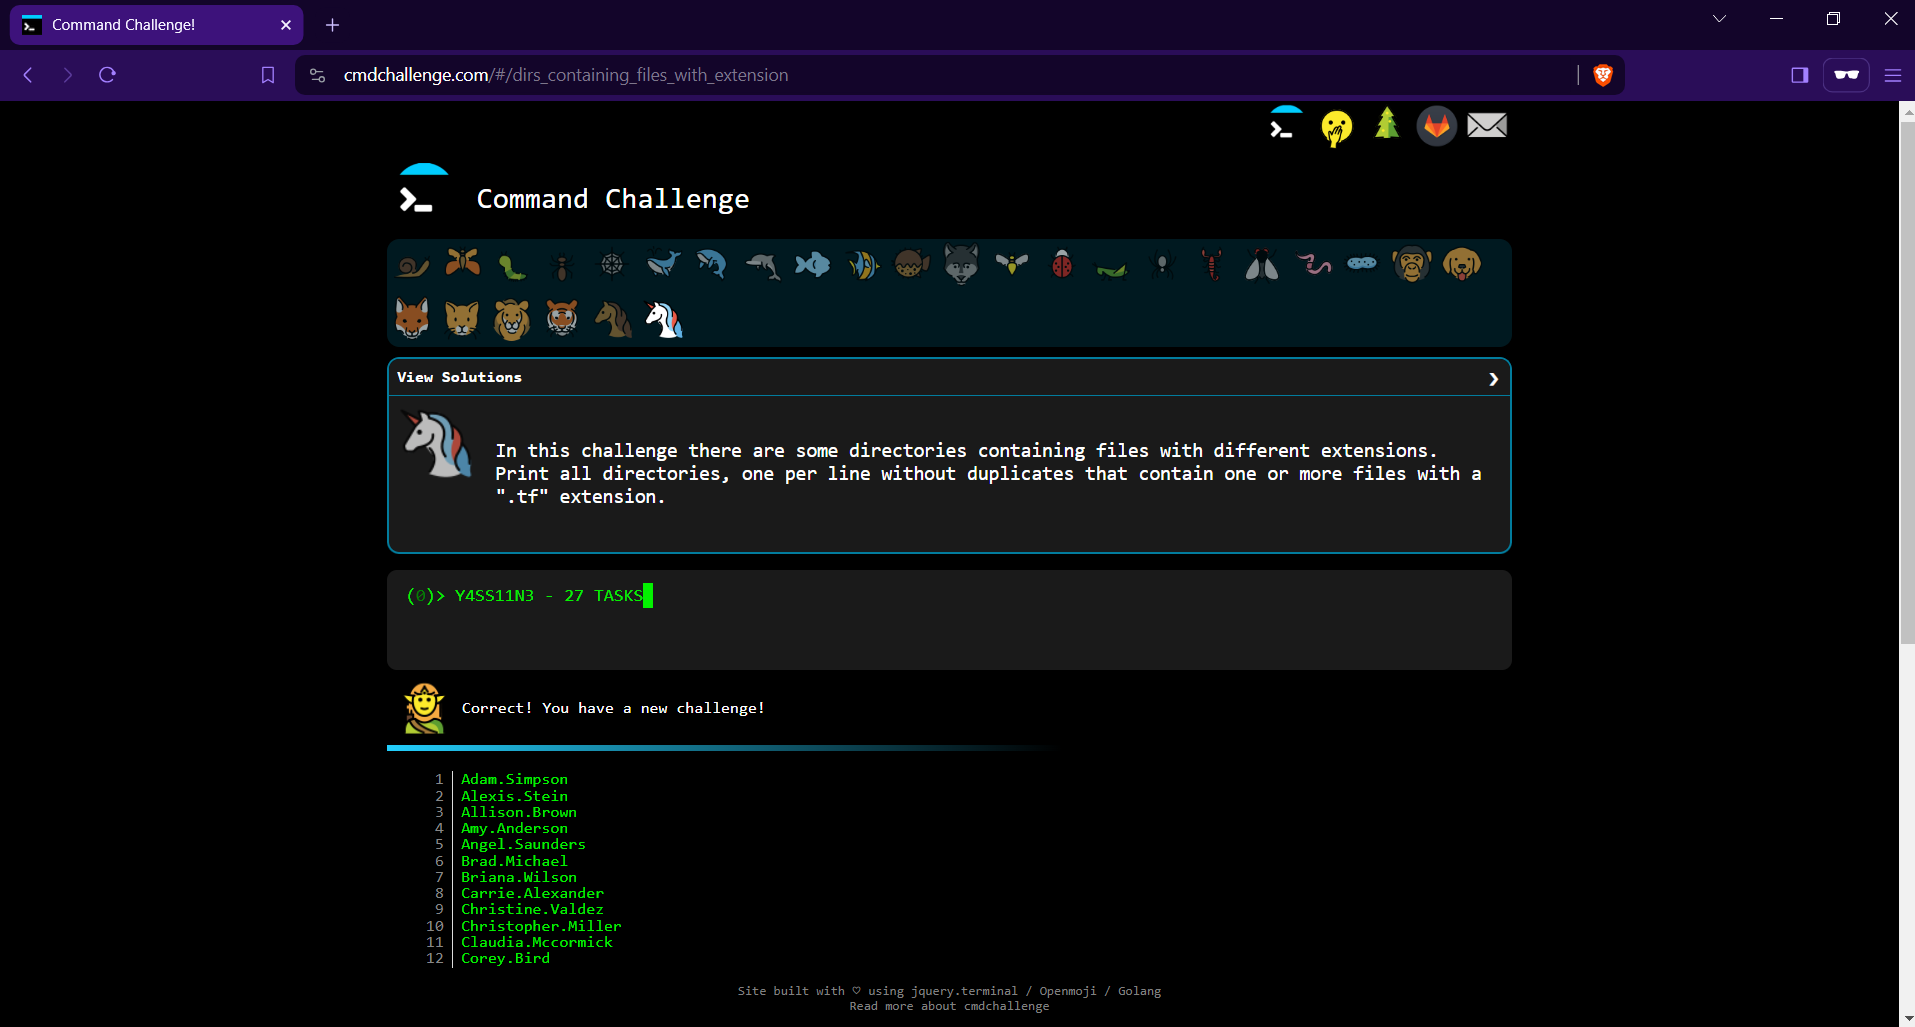 Command Challenge!
cmdchallenge.com/#/dirs_containing_files_with_extension
Command Challenge
View Solutions
In this challenge there are some directories containing files with different extensions.
Print all directories, one per line without duplicates that contain one or more files with a
".tf" extension.
(0)> Y4SS11N3 - 27 TASKS
Correct! You have a new challenge!
1 Adam.Simpson
2 Alexis.Stein
3 Allison.Brown
4 Amy.Anderson
5 Angel.Saunders
6 Brad.Michael
7 Briana.Wilson
8 Carrie.Alexander
9 Christine.Valdez
10 Christopher.Miller
11 Claudia.Mccormick
12 Corey.Bird
Site built with ♡ using jquery.terminal / Openmoji / Golang
Read more about cmdchallenge